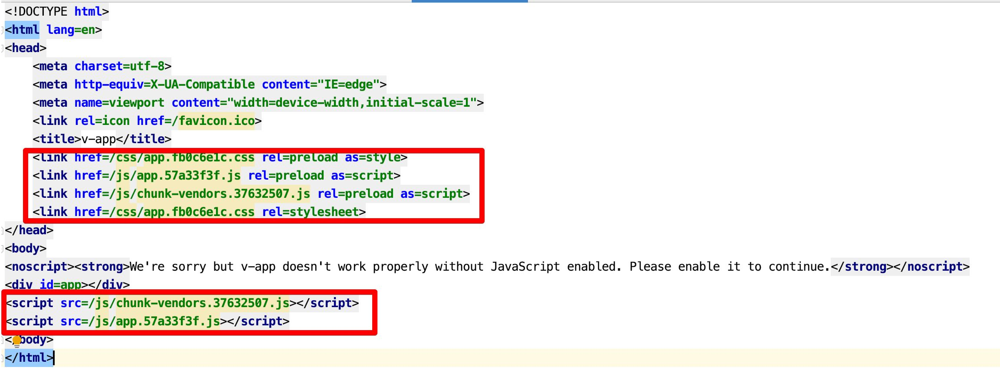 <!DOCTYPE html>
<html lang=en>
<head>
<meta charset=utf-8>
<meta http-equiv=X-UA-Compatible content="IE=edge">
<meta name=viewport content="width=device-width,initial-scale=1">
<link rel=icon href=/favicon.ico>
<title>v-app</title>
<link href=/css/app.fb0c6e1c.css rel=preload as=style>
<link href=/js/app.57a33f3f.js rel=preload as=script>
<link href=/js/chunk-vendors.37632507.js rel=preload as=script>
<link href=/css/app.fb0c6e1c.css rel=stylesheet>
</head>
<body>
<noscript><strong>We're sorry but v-app doesn't work properly without JavaScript enabled. Please enable it to continue.</strong></noscript>
<div id=app></div>
<script src=/js/chunk-vendors.37632507.js></script>
<script src=/js/app.57a33f3f.js></script>
</body>
</html>